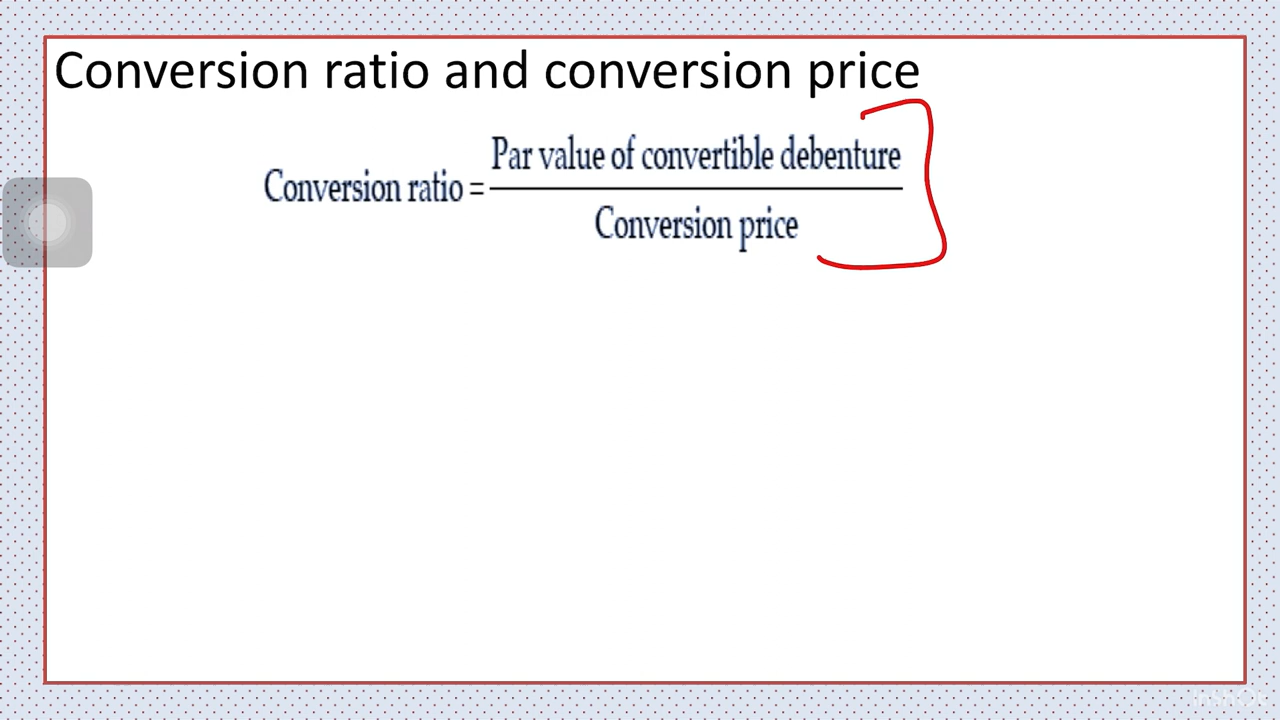 Conversion ratio and conversion price
Par value of convertible debenture
Conversion ratio =
Conversion price